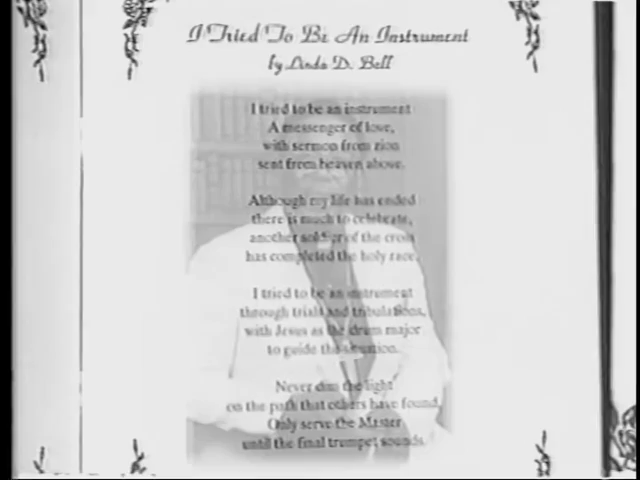 I Tried To Be An Instrument
by Linda D. Bell
I tried to be an instrument
A messenger of love,
with sermon from zion
sent from heaven above.
Although my life has ended
there is much to celebrate,
another soldier of the cross
has completed the holy race.
I tried to be an instrument
through trials and tribulations,
with Jesus as the drum major
to guide the situation.
Never dim the light
on the path that others have found,
Only serve the Master
until the final trumpet sounds.